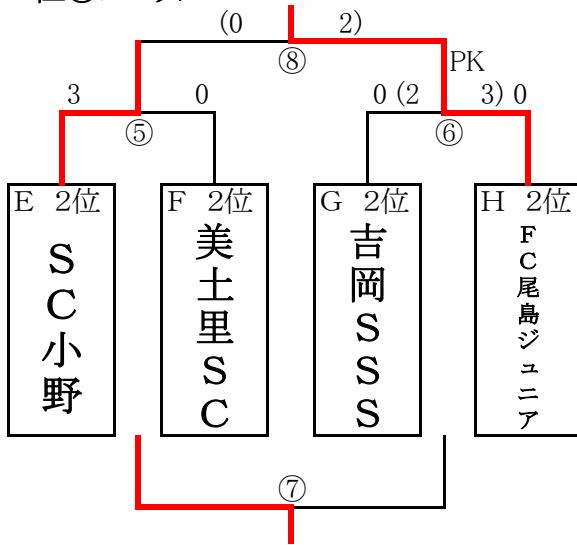 (0 2)
⑧
PK
3 0 0 (2 3) 0
⑤ ⑥
E 2位 F 2位 G 2位 H 2位
SC小野
美土里SC
吉岡SSS
FC尾島ジュニア
⑦